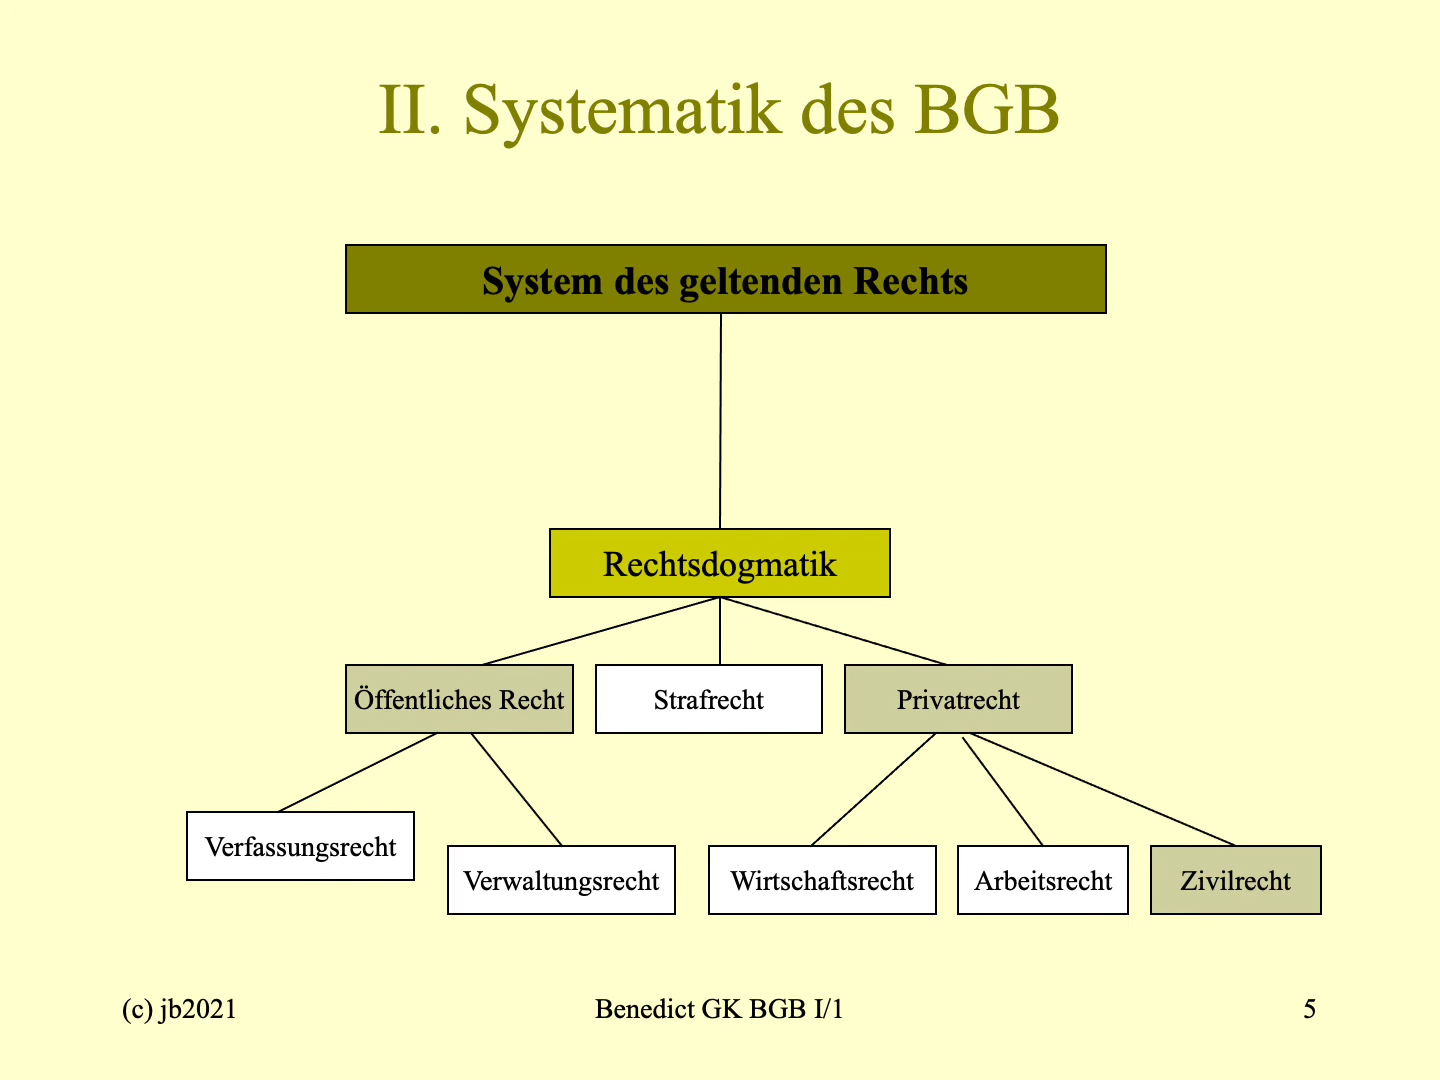 II. Systematik des BGB
System des geltenden Rechts
Rechtsdogmatik
Öffentliches Recht
Strafrecht
Privatrecht
Verfassungsrecht
Verwaltungsrecht
Wirtschaftsrecht
Arbeitsrecht
Zivilrecht
(c) jb2021
Benedict GK BGB I/1
5